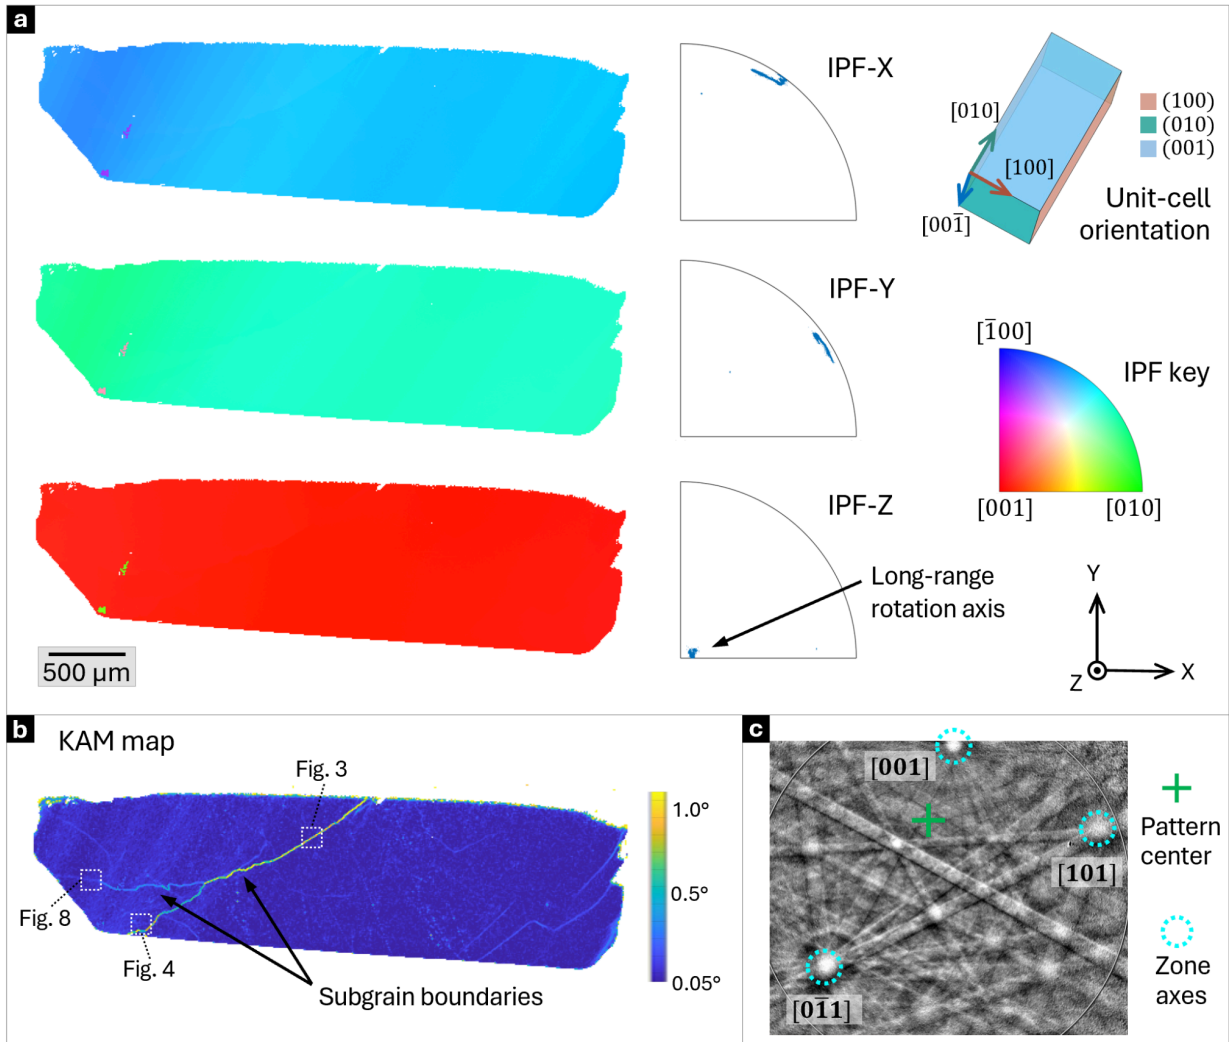 a
IPF-X
[010]
[100]
[001̄]
(100)
(010)
(001)
Unit-cell
orientation
IPF-Y
[1̄00]
IPF key
[001]
[010]
IPF-Z
Long-range
rotation axis
500 µm
Y
Z
X
b
KAM map
Fig. 3
Fig. 8
Fig. 4
Subgrain boundaries
1.0°
0.5°
0.05°
c
[001]
[101]
[01̄1]
Pattern
center
Zone
axes